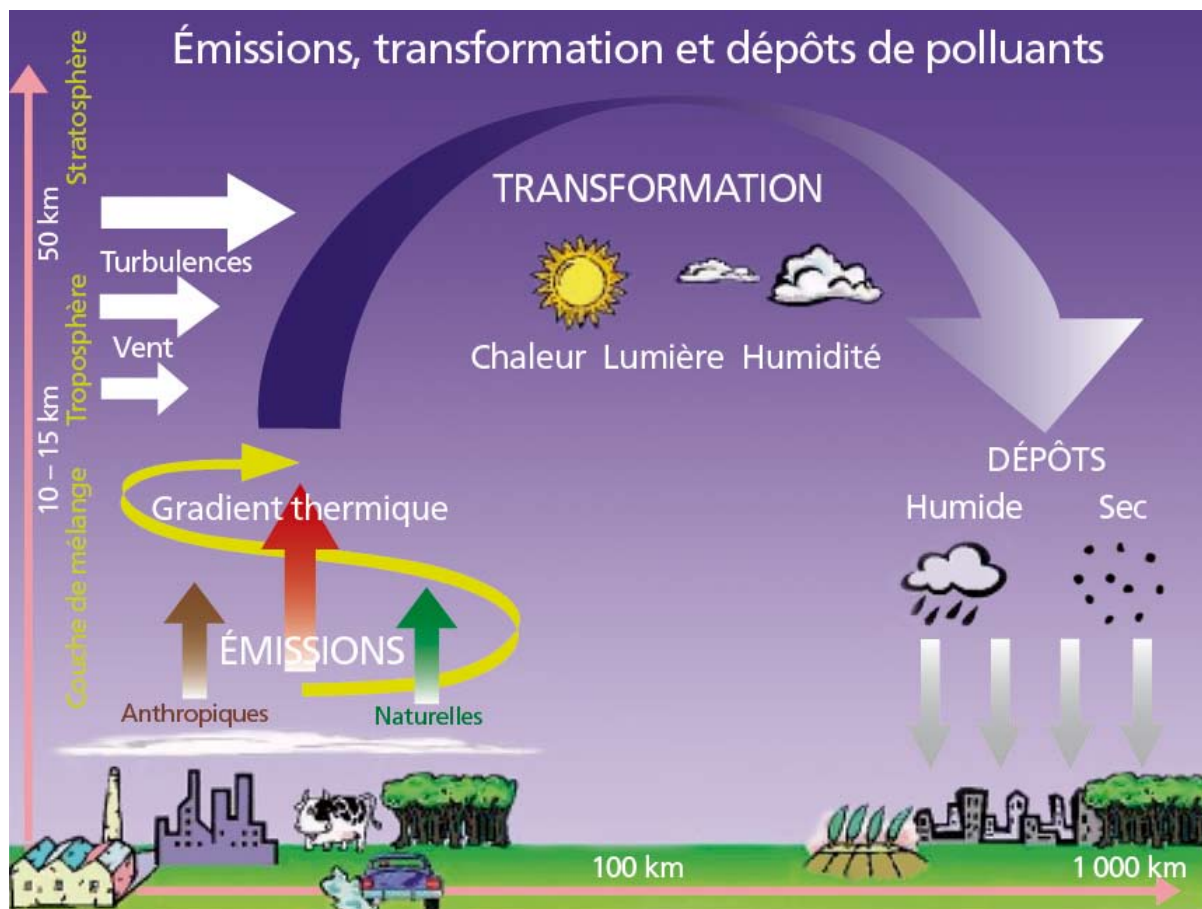 Émissions, transformation et dépôts de polluants
Stratosphère
50 km
Troposphère
10 – 15 km
Couche de mélange
Turbulences
Vent
TRANSFORMATION
Chaleur Lumière Humidité
Gradient thermique
ÉMISSIONS
Anthropiques
Naturelles
DÉPÔTS
Humide Sec
100 km
1 000 km